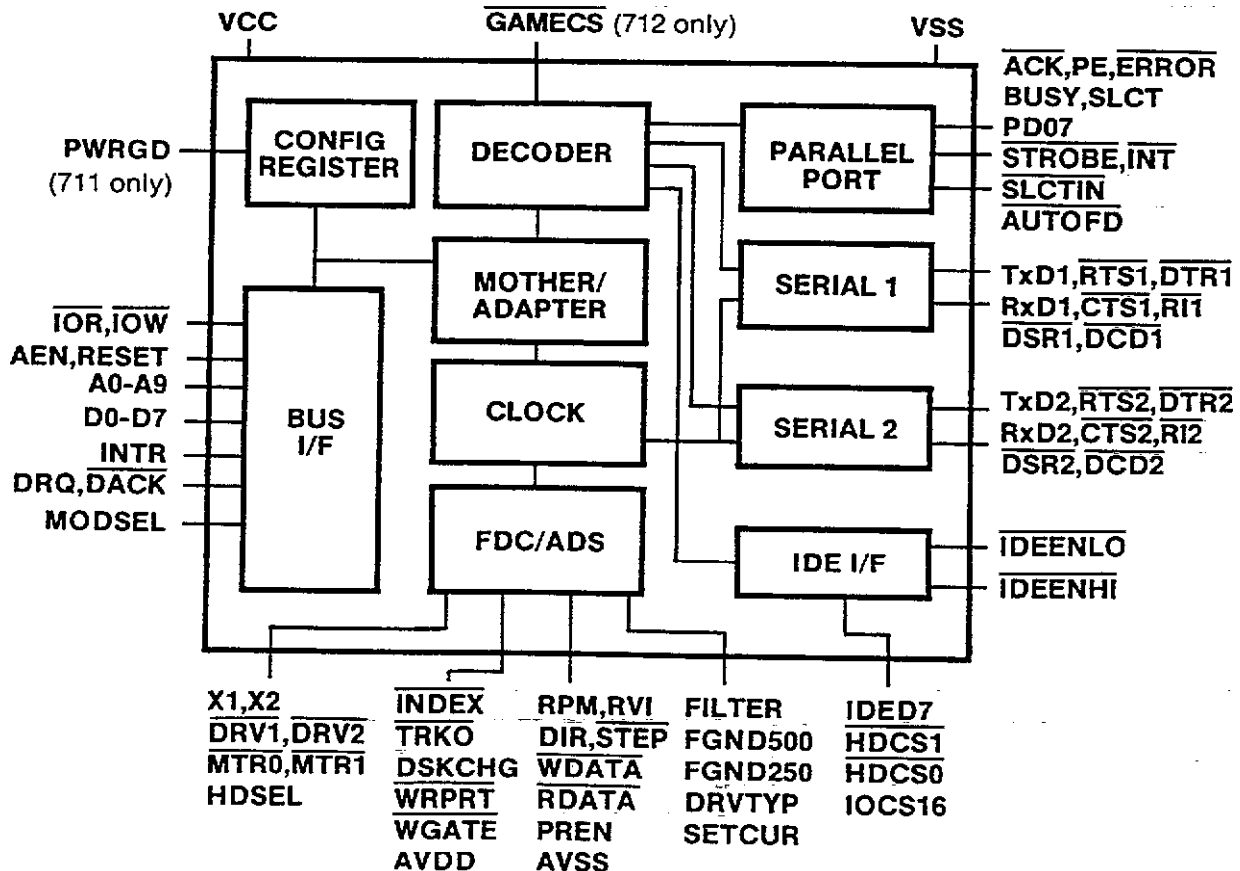 VCC
GAMECS (712 only)
VSS
PWRGD
(711 only)
CONFIG
REGISTER
DECODER
PARALLEL
PORT
ACK,PE,ERROR
BUSY,SLCT
PD07
STROBE,INT
SLCTIN
AUTOFD
MOTHER/
ADAPTER
SERIAL 1
TxD1,RTS1,DTR1
RxD1,CTS1,RI1
DSR1,DCD1
IOR,IOW
AEN,RESET
A0-A9
D0-D7
INTR
DRQ,DACK
MODSEL
BUS
I/F
CLOCK
SERIAL 2
TxD2,RTS2,DTR2
RxD2,CTS2,RI2
DSR2,DCD2
FDC/ADS
IDE I/F
IDEENLO
IDEENHI
X1,X2
DRV1,DRV2
MTR0,MTR1
HDSEL
INDEX
TRKO
DSKCHG
WRPRT
WGATE
AVDD
RPM,RVI
DIR,STEP
WDATA
RDATA
PREN
AVSS
FILTER
FGND500
FGND250
DRVTYP
SETCUR
IDED7
HDCS1
HDCS0
IOCS16